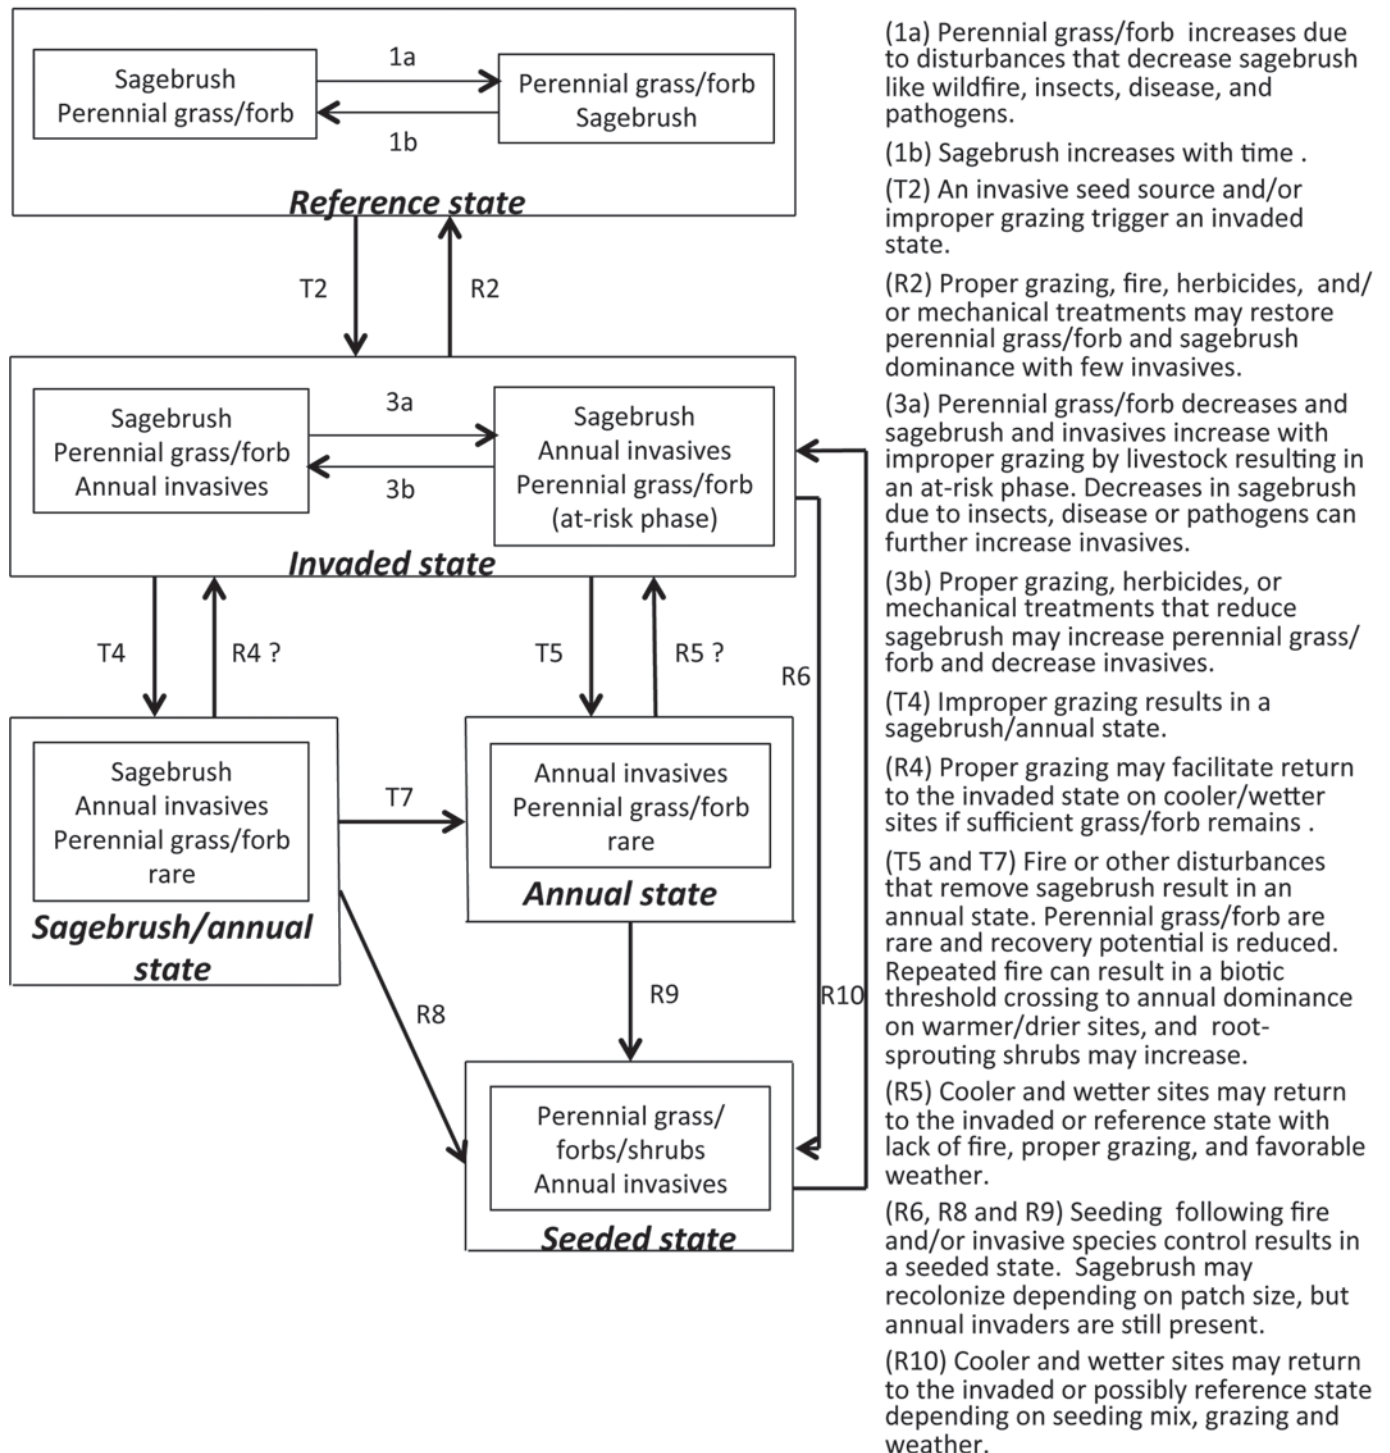 Sagebrush
Perennial grass/forb
1a
1b
Perennial grass/forb
Sagebrush
Reference state
T2
R2
Sagebrush
Perennial grass/forb
Annual invasives
3a
3b
Sagebrush
Annual invasives
Perennial grass/forb
(at-risk phase)
Invaded state
T4
R4 ?
T5
R5 ?
R6
Sagebrush
Annual invasives
Perennial grass/forb
rare
Sagebrush/annual
state
T7
Annual invasives
Perennial grass/forb
rare
Annual state
R8
R9
R10
Perennial grass/
forbs/shrubs
Annual invasives
Seeded state
(1a) Perennial grass/forb  increases due
to disturbances that decrease sagebrush
like wildfire, insects, disease, and
pathogens.
(1b) Sagebrush increases with time .
(T2) An invasive seed source and/or
improper grazing trigger an invaded
state.
(R2) Proper grazing, fire, herbicides,  and/
or mechanical treatments may restore
perennial grass/forb and sagebrush
dominance with few invasives.
(3a) Perennial grass/forb decreases and
sagebrush and invasives increase with
improper grazing by livestock resulting in
an at-risk phase. Decreases in sagebrush
due to insects, disease or pathogens can
further increase invasives.
(3b) Proper grazing, herbicides, or
mechanical treatments that reduce
sagebrush may increase perennial grass/
forb and decrease invasives.
(T4) Improper grazing results in a
sagebrush/annual state.
(R4) Proper grazing may facilitate return
to the invaded state on cooler/wetter
sites if sufficient grass/forb remains .
(T5 and T7) Fire or other disturbances
that remove sagebrush result in an
annual state. Perennial grass/forb are
rare and recovery potential is reduced.
Repeated fire can result in a biotic
threshold crossing to annual dominance
on warmer/drier sites, and  root-
sprouting shrubs may increase.
(R5) Cooler and wetter sites may return
to the invaded or reference state with
lack of fire, proper grazing, and favorable
weather.
(R6, R8 and R9) Seeding  following fire
and/or invasive species control results in
a seeded state.  Sagebrush may
recolonize depending on patch size, but
annual invaders are still present.
(R10) Cooler and wetter sites may return
to the invaded or possibly reference state
depending on seeding mix, grazing and
weather.